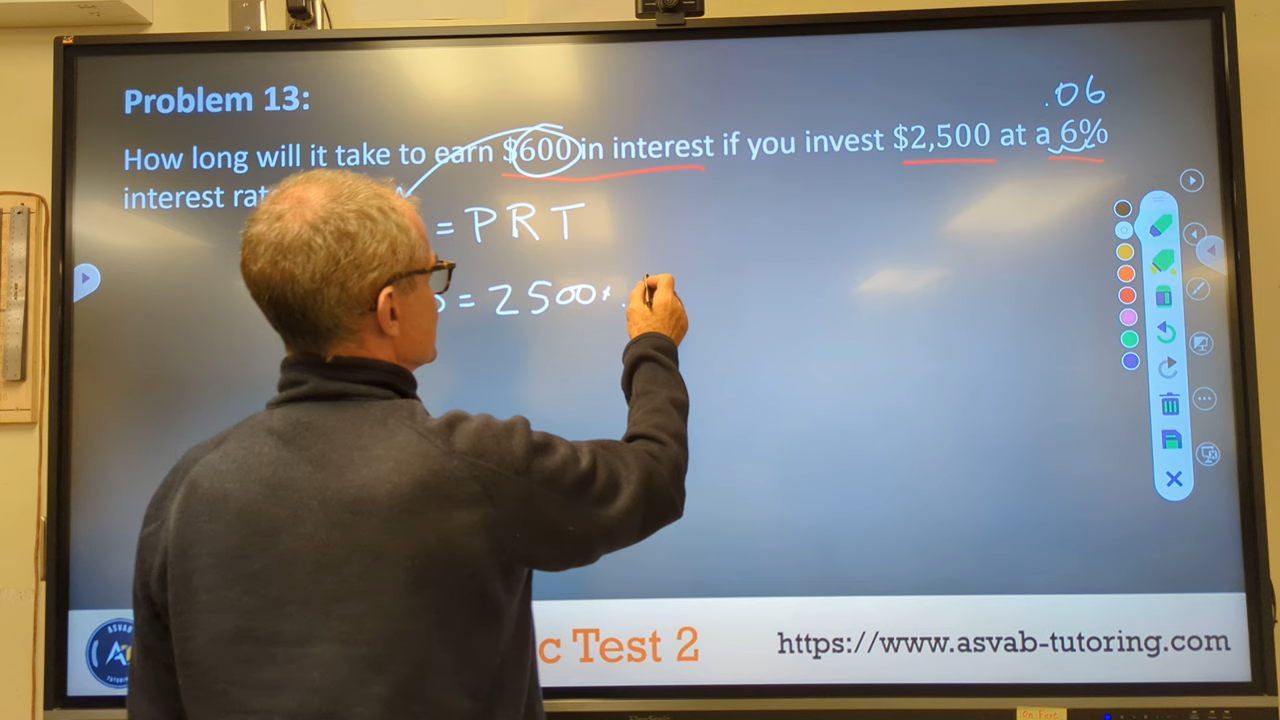 Problem 13:
.06
How long will it take to earn $600 in interest if you invest $2,500 at a 6%
interest
= PRT
= 2500 × .
c Test 2
https://www.asvab-tutoring.com
ASVAB